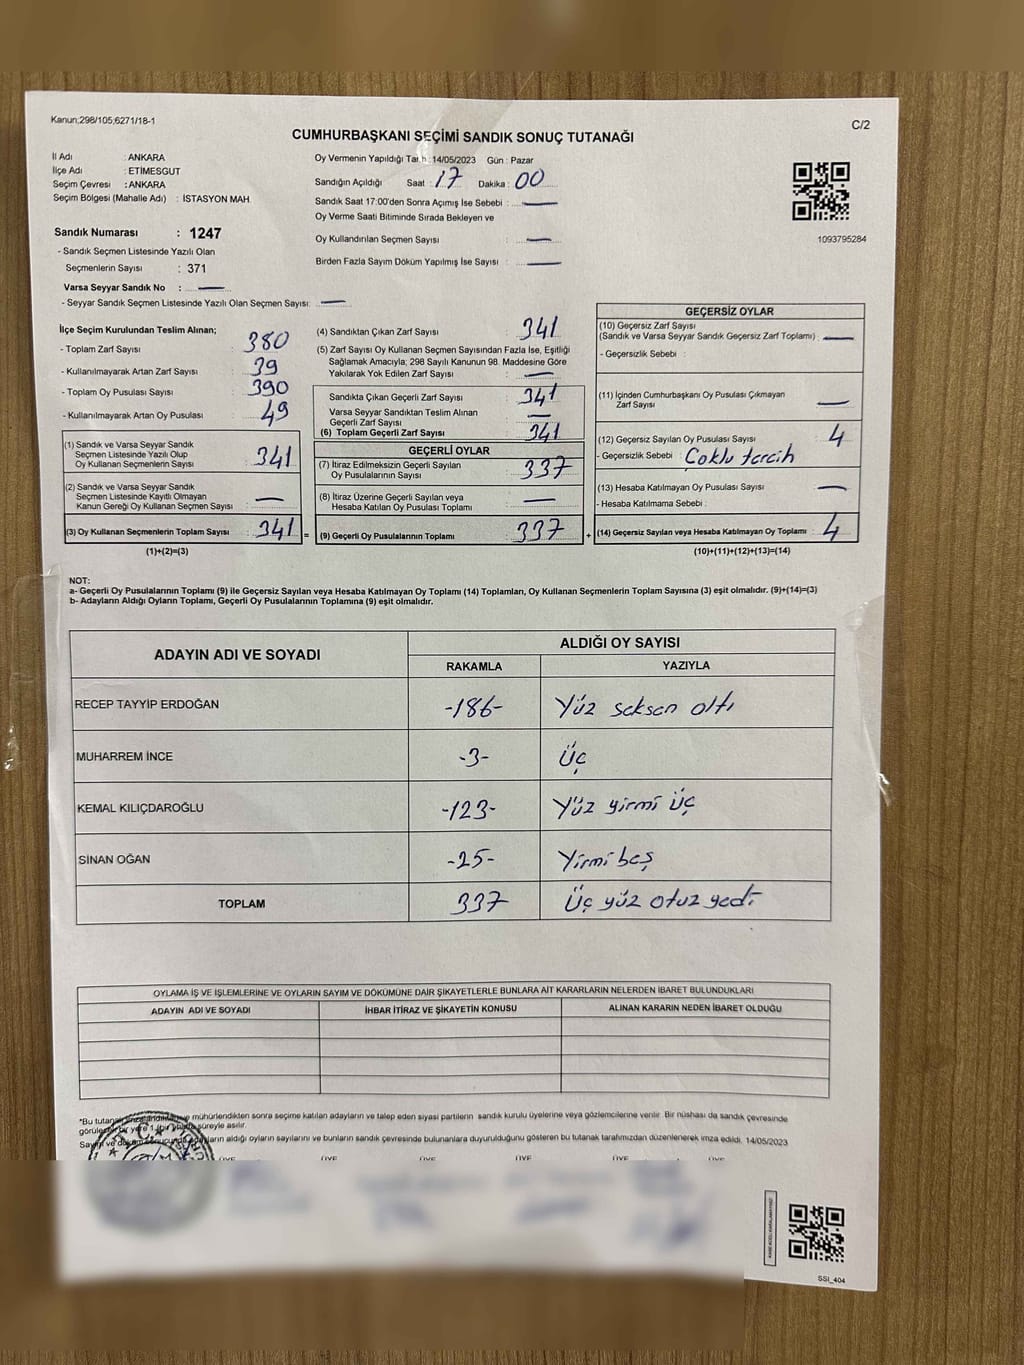 Kanun;298/105;6271/18-1
C/2
CUMHURBAŞKANI SEÇİMİ SANDIK SONUÇ TUTANAĞI
İl Adı : ANKARA
İlçe Adı : ETİMESGUT
Seçim Çevresi : ANKARA
Seçim Bölgesi (Mahalle Adı) : İSTASYON MAH.
Sandık Numarası : 1247
- Sandık Seçmen Listesinde Yazılı Olan
Seçmenlerin Sayısı : 371
Varsa Seyyar Sandık No : —
- Seyyar Sandık Seçmen Listesinde Yazılı Olan Seçmen Sayısı: —
Oy Vermenin Yapıldığı Tarih : 14/05/2023 Gün : Pazar
Sandığın Açıldığı Saat : 17 Dakika : 00
Sandık Saat 17:00'den Sonra Açımış İse Sebebi : —
Oy Verme Saati Bitiminde Sırada Bekleyen ve
Oy Kullandırılan Seçmen Sayısı : —
Birden Fazla Sayım Döküm Yapılmış İse Sayısı : —
1093795284
İlçe Seçim Kurulundan Teslim Alınan;
- Toplam Zarf Sayısı : 380
- Kullanılmayarak Artan Zarf Sayısı : 39
- Toplam Oy Pusulası Sayısı : 390
- Kullanılmayarak Artan Oy Pusulası : 49
(1) Sandık ve Varsa Seyyar Sandık
Seçmen Listesinde Yazılı Olup
Oy Kullanan Seçmenlerin Sayısı : 341
(2) Sandık ve Varsa Seyyar Sandık
Seçmen Listesinde Kayıtlı Olmayan
Kanun Gereği Oy Kullanan Seçmen Sayısı : —
(3) Oy Kullanan Seçmenlerin Toplam Sayısı : 341 =
(1)+(2)=(3)
(4) Sandıktan Çıkan Zarf Sayısı : 341
(5) Zarf Sayısı Oy Kullanan Seçmen Sayısından Fazla İse, Eşitliği
Sağlamak Amacıyla; 298 Sayılı Kanunun 98. Maddesine Göre
Yakılarak Yok Edilen Zarf Sayısı : —
Sandıkta Çıkan Geçerli Zarf Sayısı : 341
Varsa Seyyar Sandıktan Teslim Alınan
Geçerli Zarf Sayısı : —
(6) Toplam Geçerli Zarf Sayısı : 341
GEÇERLİ OYLAR
(7) İtiraz Edilmeksizin Geçerli Sayılan
Oy Pusulalarının Sayısı : 337
(8) İtiraz Üzerine Geçerli Sayılan veya
Hesaba Katılan Oy Pusulası Toplamı : —
(9) Geçerli Oy Pusulalarının Toplamı : 337 +
GEÇERSİZ OYLAR
(10) Geçersiz Zarf Sayısı
(Sandık ve Varsa Seyyar Sandık Geçersiz Zarf Toplamı) : —
- Geçersizlik Sebebi :
(11) İçinden Cumhurbaşkanı Oy Pusulası Çıkmayan
Zarf Sayısı : —
(12) Geçersiz Sayılan Oy Pusulası Sayısı : 4
- Geçersizlik Sebebi : Çoklu tercih
(13) Hesaba Katılmayan Oy Pusulası Sayısı : —
- Hesaba Katılmama Sebebi :
(14) Geçersiz Sayılan veya Hesaba Katılmayan Oy Toplamı : 4
(10)+(11)+(12)+(13)=(14)
NOT:
a- Geçerli Oy Pusulalarının Toplamı (9) ile Geçersiz Sayılan veya Hesaba Katılmayan Oy Toplamı (14) Toplamları, Oy Kullanan Seçmenlerin Toplam Sayısına (3) eşit olmalıdır. (9)+(14)=(3)
b- Adayların Aldığı Oyların Toplamı, Geçerli Oy Pusulalarının Toplamına (9) eşit olmalıdır.
ADAYIN ADI VE SOYADI ALDIĞI OY SAYISI
RAKAMLA YAZIYLA
RECEP TAYYİP ERDOĞAN -186- Yüz seksen altı
MUHARREM İNCE -3- Üç
KEMAL KILIÇDAROĞLU -123- Yüz yirmi üç
SİNAN OĞAN -25- Yirmi beş
TOPLAM 337 Üç yüz otuz yedi
OYLAMA İŞ VE İŞLEMLERİNE VE OYLARIN SAYIM VE DÖKÜMÜNE DAİR ŞİKAYETLERLE BUNLARA AİT KARARLARIN NELERDEN İBARET BULUNDUKLARI
ADAYIN ADI VE SOYADI İHBAR İTİRAZ VE ŞİKAYETİN KONUSU ALINAN KARARIN NEDEN İBARET OLDUĞU
*Bu tutanak mühürlendikten sonra seçime katılan adayların ve talep eden siyasi partilerin sandık kurulu üyelerine veya gözlemcilerine verilir. Bir nüshası da sandık çevresinde
görülecek bir yere 1 süreyle asılır.
Sayım ve döküm adayların aldığı oyların sayılarını ve bunların sandık çevresinde bulunanlara duyurulduğunu gösteren bu tutanak tarafımızdan düzenlenerek imza edildi. 14/05/2023
ÜYE ÜYE ÜYE ÜYE ÜYE ÜYE
SSI_404